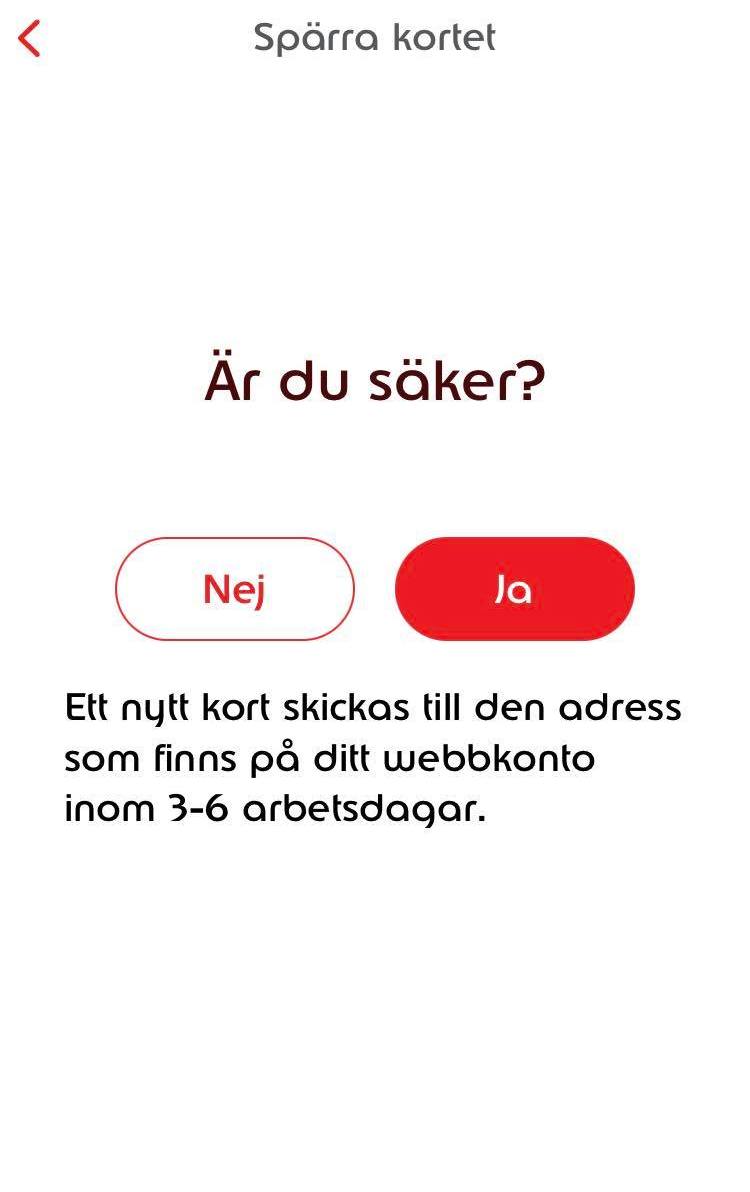 Spärra kortet
Är du säker?
Nej
Ja
Ett nytt kort skickas till den adress
som finns på ditt webbkonto
inom 3-6 arbetsdagar.